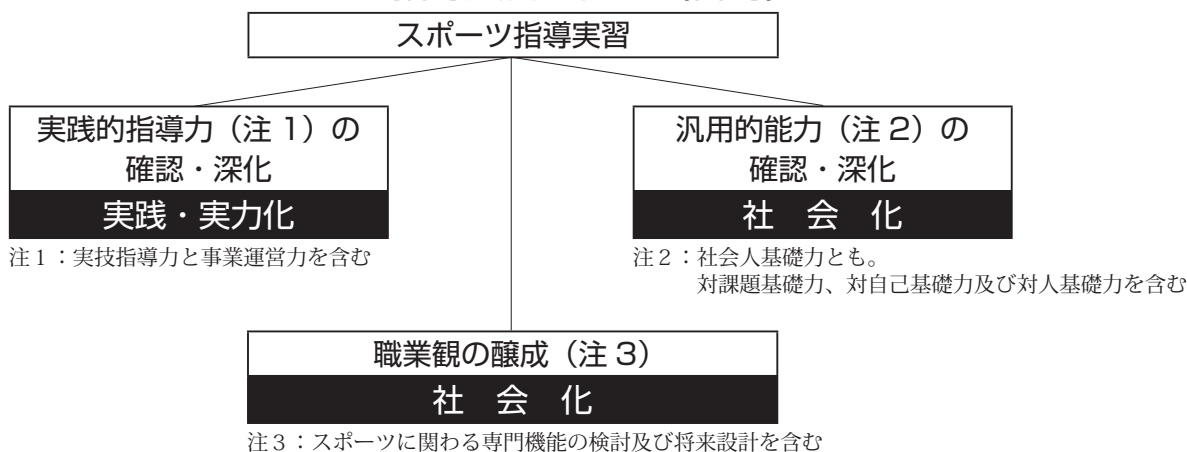 スポーツ指導実習
実践的指導力（注1）の
確認・深化
実践・実力化
注1：実技指導力と事業運営力を含む
汎用的能力（注2）の
確認・深化
社　会　化
注2：社会人基礎力とも。
対課題基礎力、対自己基礎力及び対人基礎力を含む
職業観の醸成（注3）
社　会　化
注3：スポーツに関わる専門機能の検討及び将来設計を含む